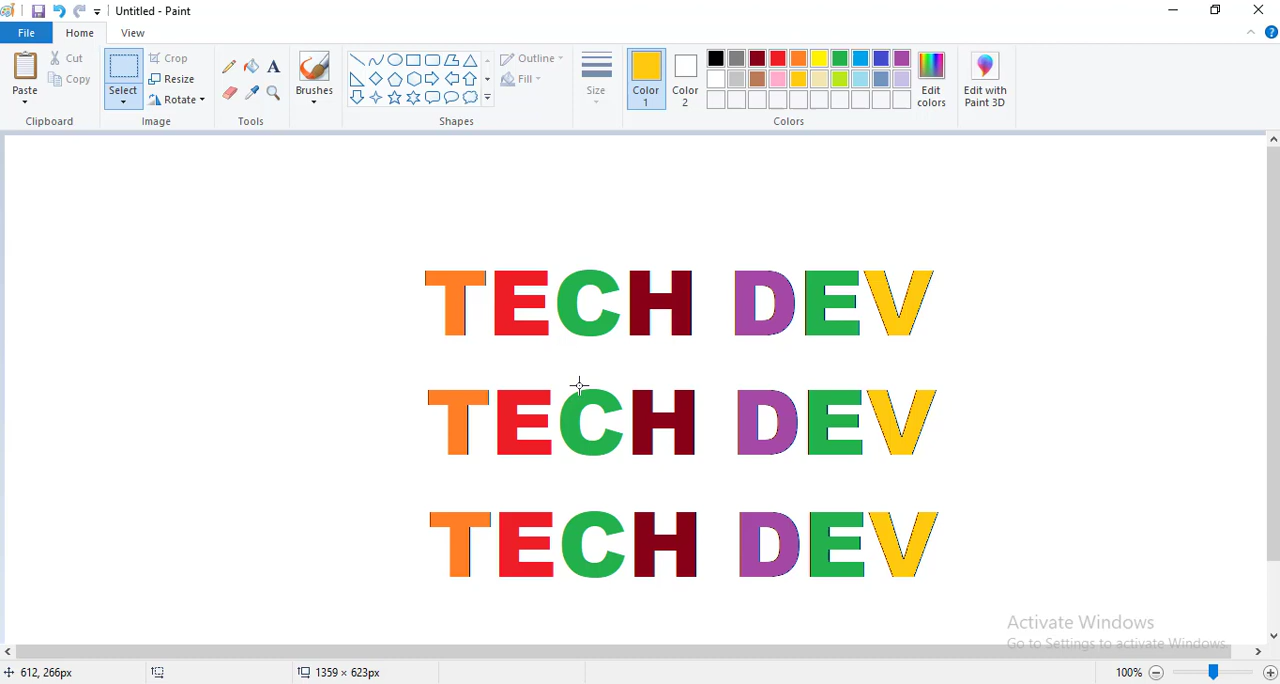 Untitled - Paint
File Home View
Paste
Cut
Copy
Clipboard
Select
Crop
Resize
Rotate
Image
A
Tools
Brushes
Outline
Fill
Shapes
Size
Color 1
Color 2
Edit colors
Colors
Edit with Paint 3D
TECH DEV
TECH DEV
TECH DEV
Activate Windows
Go to Settings to activate Windows.
612, 266px
1359 × 623px
100%